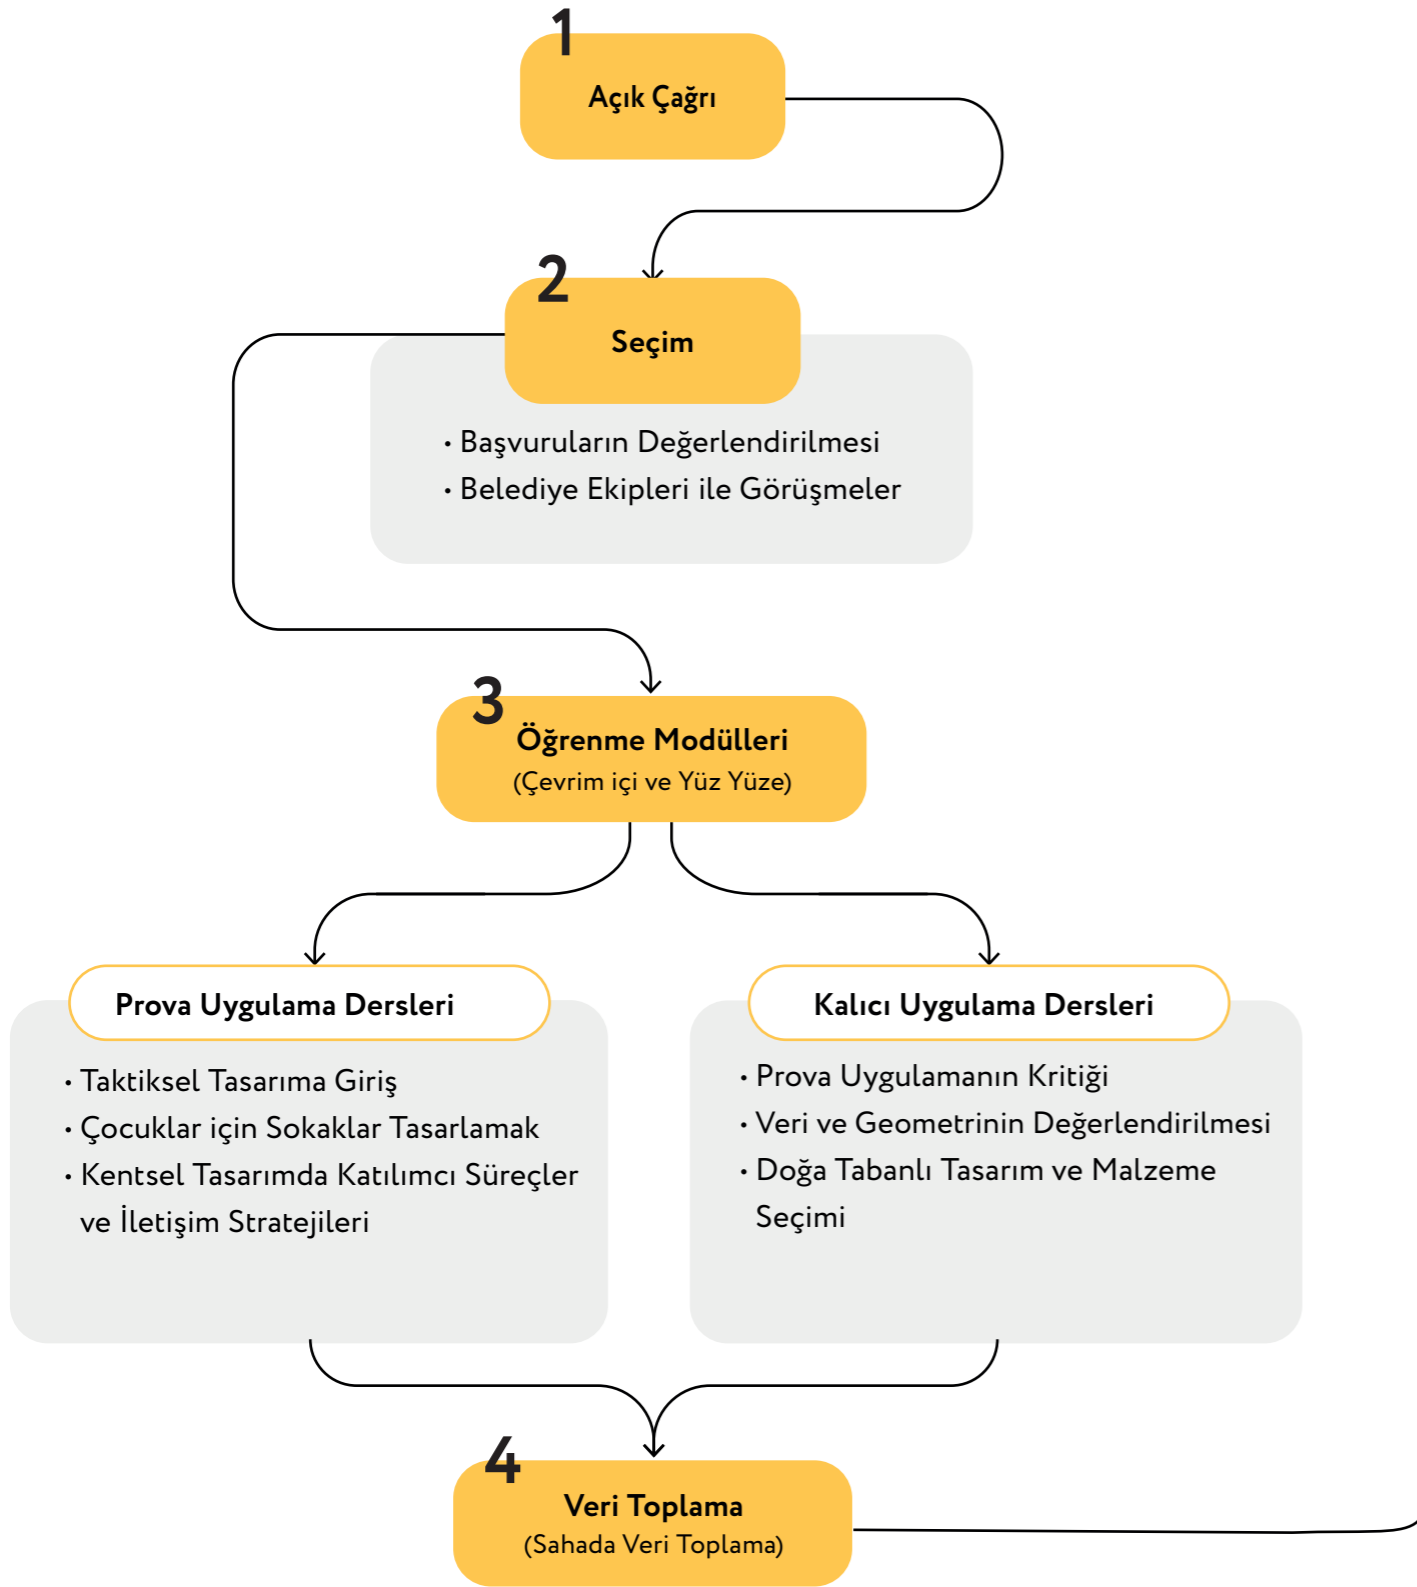 1
Açık Çağrı
2
Seçim
• Başvuruların Değerlendirilmesi
• Belediye Ekipleri ile Görüşmeler
3
Öğrenme Modülleri
(Çevrim içi ve Yüz Yüze)
Prova Uygulama Dersleri
• Taktiksel Tasarıma Giriş
• Çocuklar için Sokaklar Tasarlamak
• Kentsel Tasarımda Katılımcı Süreçler
ve İletişim Stratejileri
Kalıcı Uygulama Dersleri
• Prova Uygulamanın Kritiği
• Veri ve Geometrinin Değerlendirilmesi
• Doğa Tabanlı Tasarım ve Malzeme
Seçimi
4
Veri Toplama
(Sahada Veri Toplama)